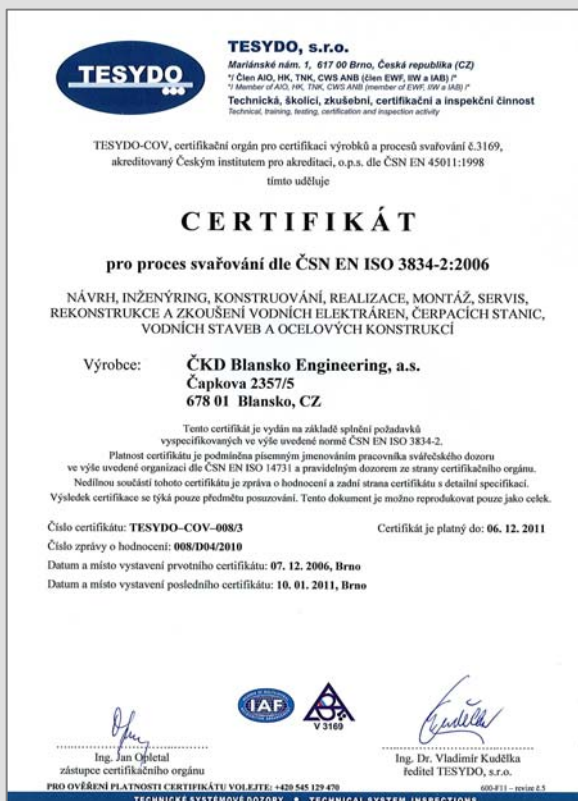 TESYDO
TESYDO, s.r.o.
Mariánské nám. 1, 617 00 Brno, Česká republika (CZ)
*/ Člen AIO, HK, TNK, CWS ANB (člen EWF, IIW a IAB) /*
*/ Member of AIO, HK, TNK, CWS ANB (member of EWF, IIW a IAB) /*
Technická, školící, zkušební, certifikační a inspekční činnost
Technical, training, testing, certification and inspection activity
TESYDO-COV, certifikační orgán pro certifikaci výrobků a procesů svařování č.3169,
akreditovaný Českým institutem pro akreditaci, o.p.s. dle ČSN EN 45011:1998
tímto uděluje
CERTIFIKÁT
pro proces svařování dle ČSN EN ISO 3834-2:2006
NÁVRH, INŽENÝRING, KONSTRUOVÁNÍ, REALIZACE, MONTÁŽ, SERVIS,
REKONSTRUKCE A ZKOUŠENÍ VODNÍCH ELEKTRÁREN, ČERPACÍCH STANIC,
VODNÍCH STAVEB A OCELOVÝCH KONSTRUKCÍ
Výrobce: ČKD Blansko Engineering, a.s.
Čapkova 2357/5
678 01 Blansko, CZ
Tento certifikát je vydán na základě splnění požadavků
vyspecifikovaných ve výše uvedené normě ČSN EN ISO 3834-2.
Platnost certifikátu je podmíněna písemným jmenováním pracovníka svářečského dozoru
ve výše uvedené organizaci dle ČSN EN ISO 14731 a pravidelným dozorem ze strany certifikačního orgánu.
Nedílnou součástí tohoto certifikátu je zpráva o hodnocení a zadní strana certifikátu s detailní specifikací.
Výsledek certifikace se týká pouze předmětu posuzování. Tento dokument je možno reprodukovat pouze jako celek.
Číslo certifikátu: TESYDO–COV–008/3 Certifikát je platný do: 06. 12. 2011
Číslo zprávy o hodnocení: 008/D04/2010
Datum a místo vystavení prvotního certifikátu: 07. 12. 2006, Brno
Datum a místo vystavení posledního certifikátu: 10. 01. 2011, Brno
IAF
V 3169
Ing. Jan Opletal Ing. Dr. Vladimír Kudělka
zástupce certifikačního orgánu ředitel TESYDO, s.r.o.
PRO OVĚŘENÍ PLATNOSTI CERTIFIKÁTU VOLEJTE: +420 545 129 470 600-F11 – revize č.5
TECHNICKÉ SYSTÉMOVÉ DOZORY • TECHNICAL SYSTEM INSPECTIONS